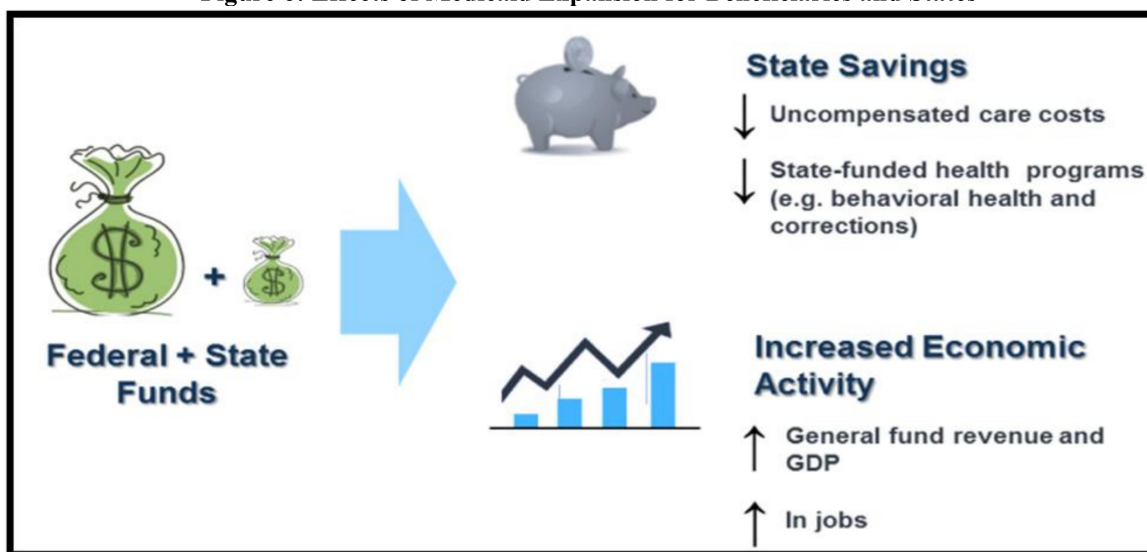 State Savings
↓ Uncompensated care costs
↓ State-funded health programs
(e.g. behavioral health and
corrections)
$ + $
Federal + State
Funds
Increased Economic
Activity
↑ General fund revenue and
GDP
↑ In jobs